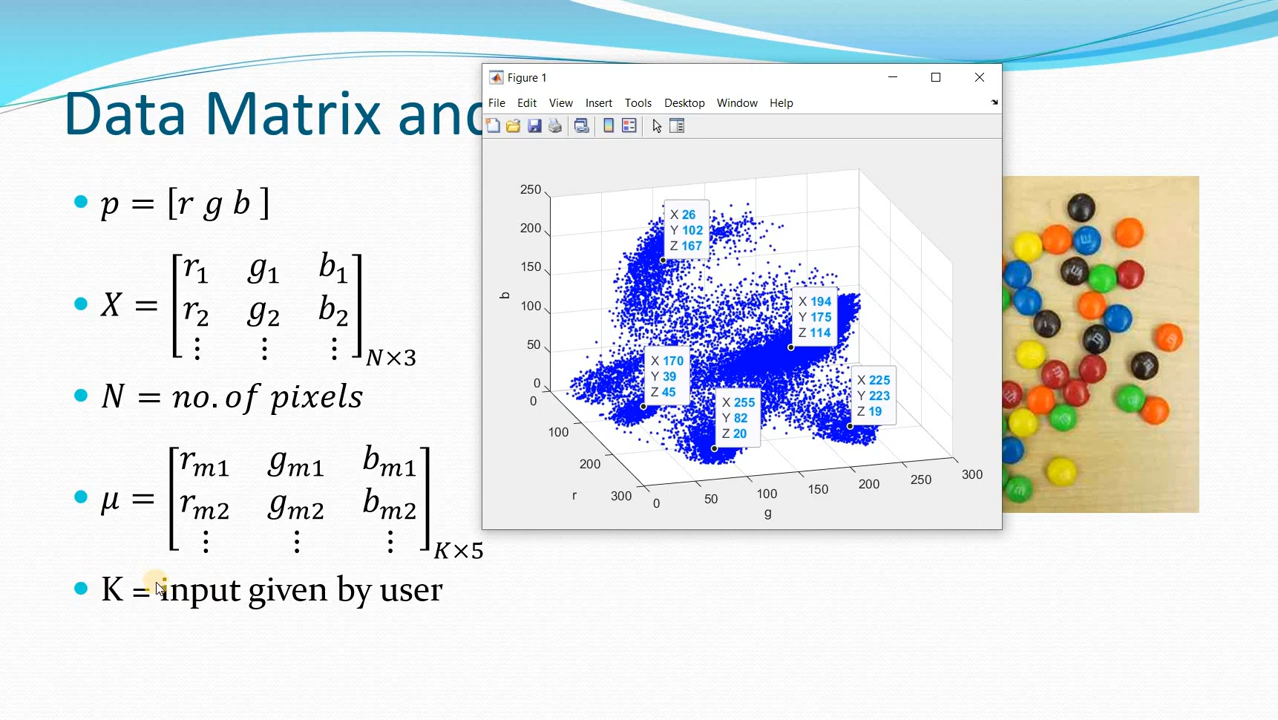 Data Matrix and
• p = [r g b ]
• X = [r₁ g₁ b₁
r₂ g₂ b₂
⋮ ⋮ ⋮] N×3
• N = no. of pixels
• μ = [rₘ₁ gₘ₁ bₘ₁
rₘ₂ gₘ₂ bₘ₂
⋮ ⋮ ⋮] K×5
• K = input given by user
Figure 1
File Edit View Insert Tools Desktop Window Help
250
200
150
100
50
0
b
0
100
200
300
r
0
50
100
150
200
250
300
g
X 26
Y 102
Z 167
X 194
Y 175
Z 114
X 170
Y 39
Z 45
X 255
Y 82
Z 20
X 225
Y 223
Z 19